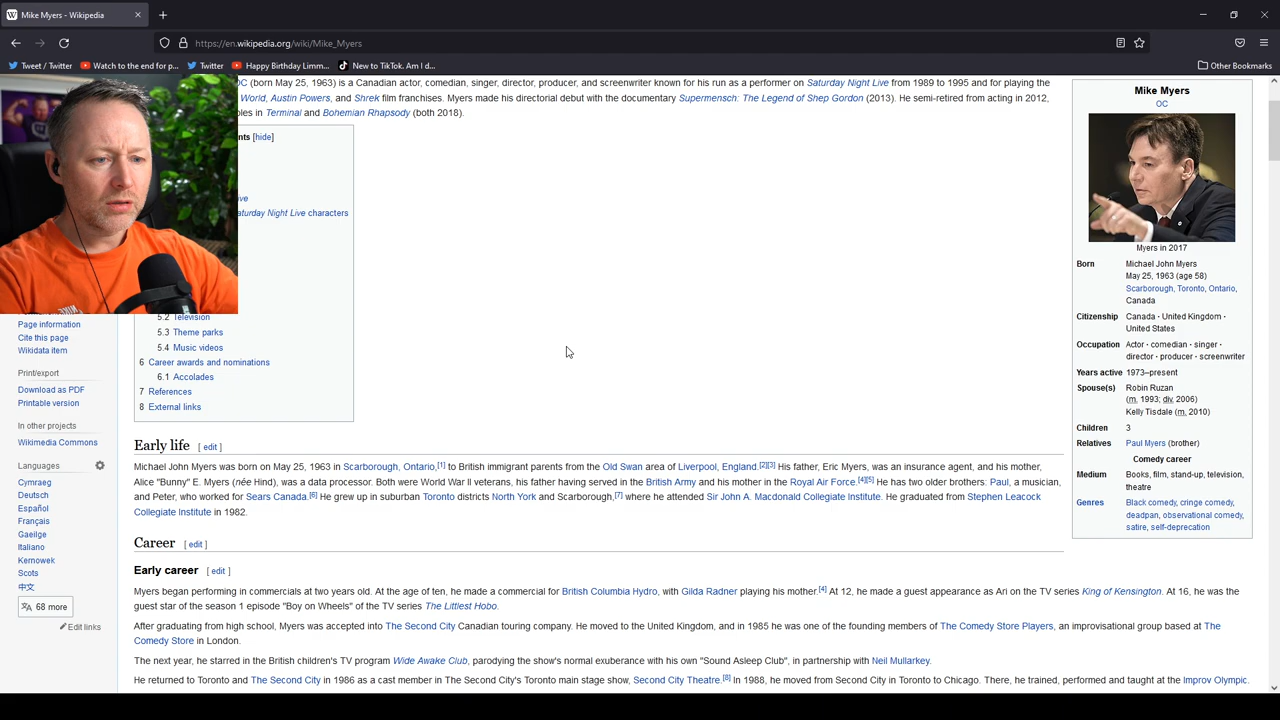 Mike Myers - Wikipedia
https://en.wikipedia.org/wiki/Mike_Myers
Tweet / Twitter
Watch to the end for p...
Twitter
Happy Birthday Limm...
New to TikTok. Am I d...
Other Bookmarks
OC (born May 25, 1963) is a Canadian actor, comedian, singer, director, producer, and screenwriter known for his run as a performer on Saturday Night Live from 1989 to 1995 and for playing the
World, Austin Powers, and Shrek film franchises. Myers made his directorial debut with the documentary Supermensch: The Legend of Shep Gordon (2013). He semi-retired from acting in 2012,
les in Terminal and Bohemian Rhapsody (both 2018).
nts [hide]
ive
aturday Night Live characters
5.2 Television
5.3 Theme parks
5.4 Music videos
6 Career awards and nominations
6.1 Accolades
7 References
8 External links
Page information
Cite this page
Wikidata item
Print/export
Download as PDF
Printable version
In other projects
Wikimedia Commons
Languages
Cymraeg
Deutsch
Español
Français
Gaeilge
Italiano
Kernowek
Scots
中文
68 more
Edit links
Early life [ edit ]
Michael John Myers was born on May 25, 1963 in Scarborough, Ontario,[1] to British immigrant parents from the Old Swan area of Liverpool, England.[2][3] His father, Eric Myers, was an insurance agent, and his mother,
Alice "Bunny" E. Myers (née Hind), was a data processor. Both were World War II veterans, his father having served in the British Army and his mother in the Royal Air Force.[4][5] He has two older brothers: Paul, a musician,
and Peter, who worked for Sears Canada.[6] He grew up in suburban Toronto districts North York and Scarborough,[7] where he attended Sir John A. Macdonald Collegiate Institute. He graduated from Stephen Leacock
Collegiate Institute in 1982.
Career [ edit ]
Early career [ edit ]
Myers began performing in commercials at two years old. At the age of ten, he made a commercial for British Columbia Hydro, with Gilda Radner playing his mother.[4] At 12, he made a guest appearance as Ari on the TV series King of Kensington. At 16, he was the
guest star of the season 1 episode "Boy on Wheels" of the TV series The Littlest Hobo.
After graduating from high school, Myers was accepted into The Second City Canadian touring company. He moved to the United Kingdom, and in 1985 he was one of the founding members of The Comedy Store Players, an improvisational group based at The
Comedy Store in London.
The next year, he starred in the British children's TV program Wide Awake Club, parodying the show's normal exuberance with his own "Sound Asleep Club", in partnership with Neil Mullarkey.
He returned to Toronto and The Second City in 1986 as a cast member in The Second City's Toronto main stage show, Second City Theatre.[8] In 1988, he moved from Second City in Toronto to Chicago. There, he trained, performed and taught at the Improv Olympic.
Mike Myers
OC
Myers in 2017
Born Michael John Myers
May 25, 1963 (age 58)
Scarborough, Toronto, Ontario,
Canada
Citizenship Canada · United Kingdom ·
United States
Occupation Actor · comedian · singer ·
director · producer · screenwriter
Years active 1973–present
Spouse(s) Robin Ruzan
(m. 1993; div. 2006)
Kelly Tisdale (m. 2010)
Children 3
Relatives Paul Myers (brother)
Comedy career
Medium Books, film, stand-up, television,
theatre
Genres Black comedy, cringe comedy,
deadpan, observational comedy,
satire, self-deprecation